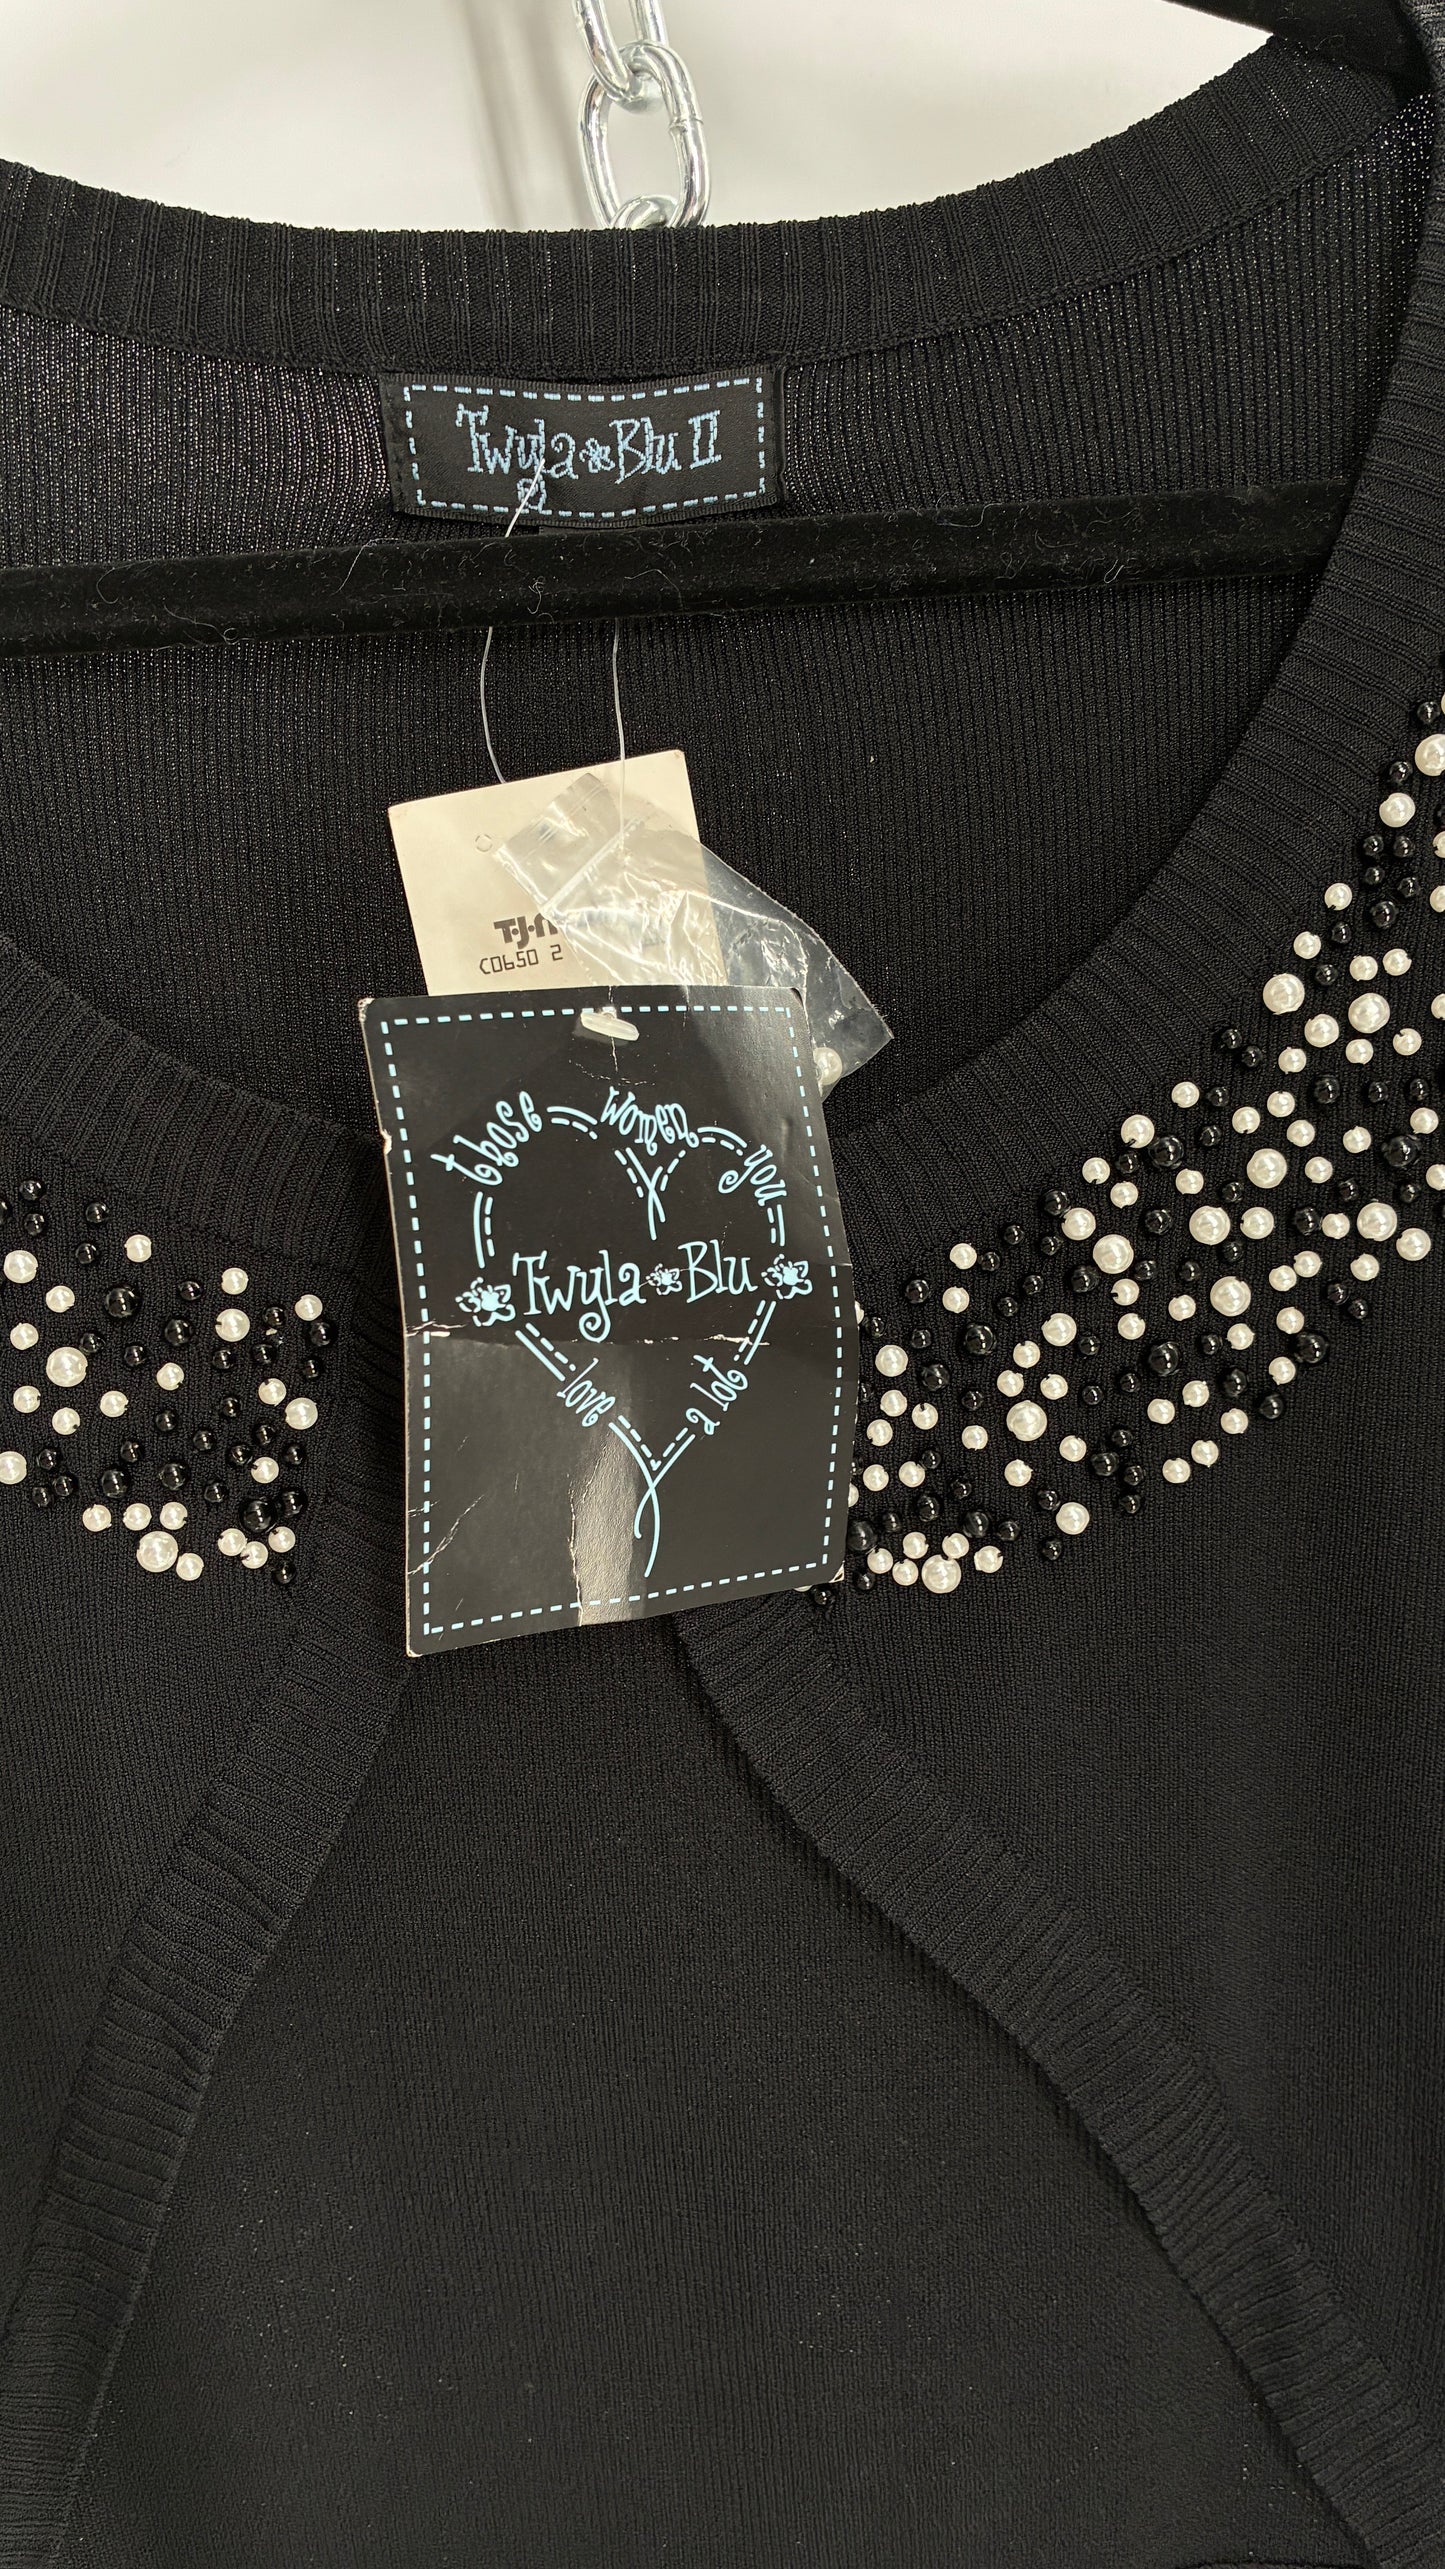 Twyla Blu II
T.J.M
C0650 2
those women you
Twyla Blu
love a lot